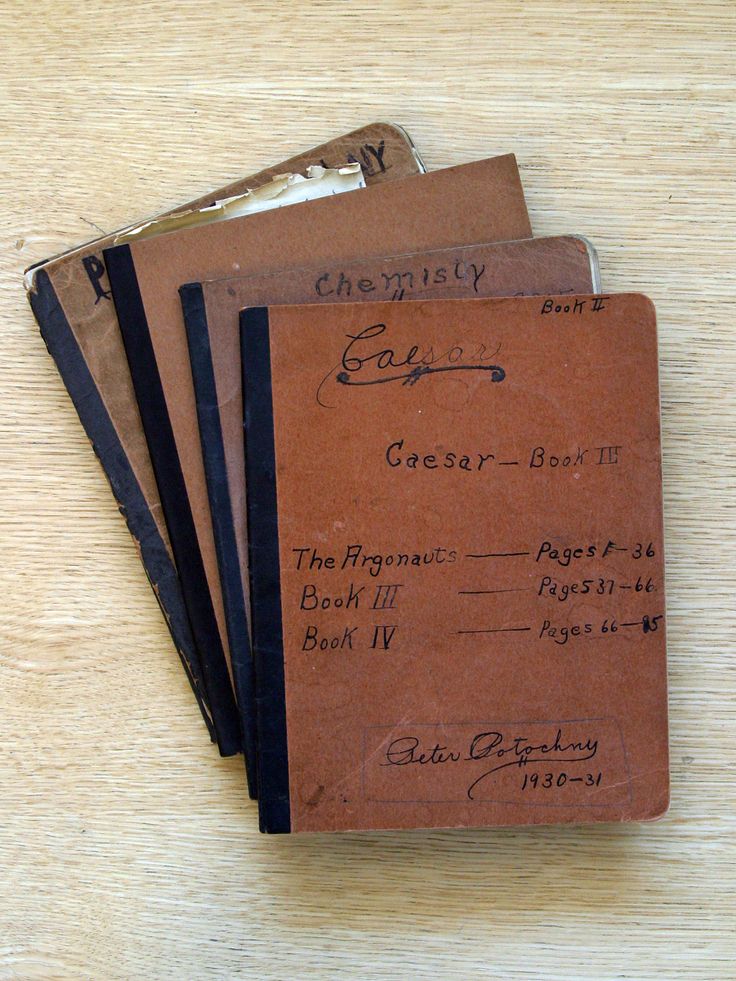 NY
P
Chemisty
Book II
Caesar
Caesar — Book III
The Argonauts — Pages 1—36
Book III — Pages 37—66
Book IV — Pages 66—
Peter Potochny
1930—31